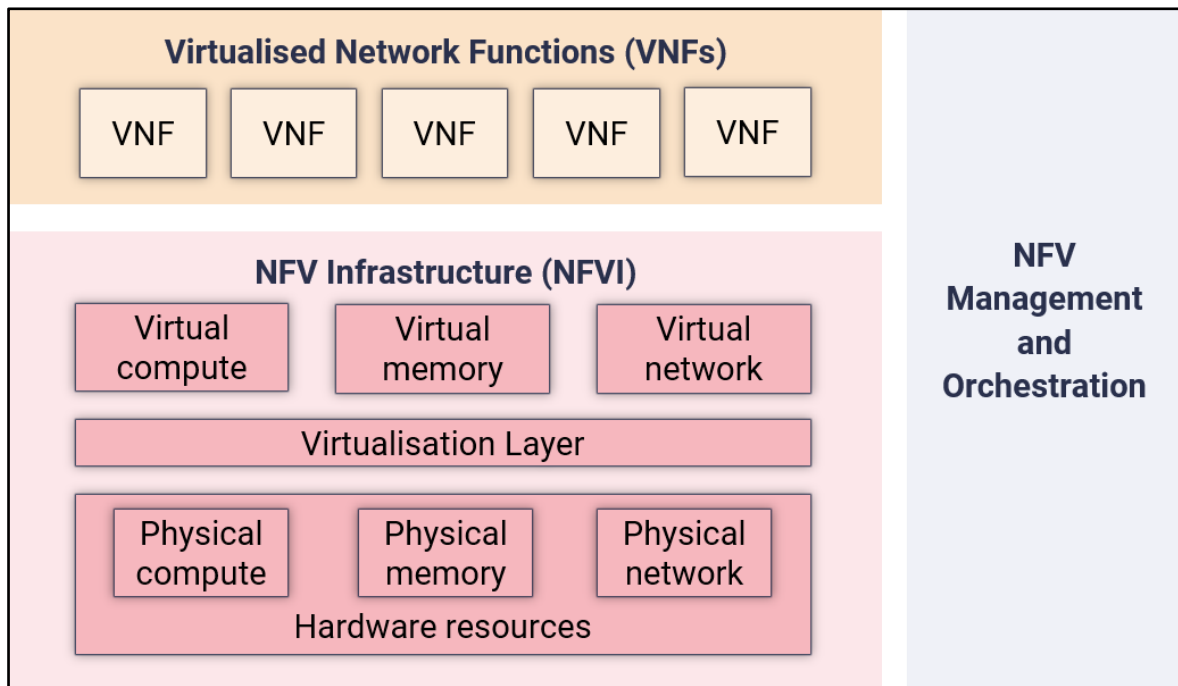 Virtualised Network Functions (VNFs)
VNF
VNF
VNF
VNF
VNF
NFV Infrastructure (NFVI)
Virtual
compute
Virtual
memory
Virtual
network
Virtualisation Layer
Physical
compute
Physical
memory
Physical
network
Hardware resources
NFV
Management
and
Orchestration